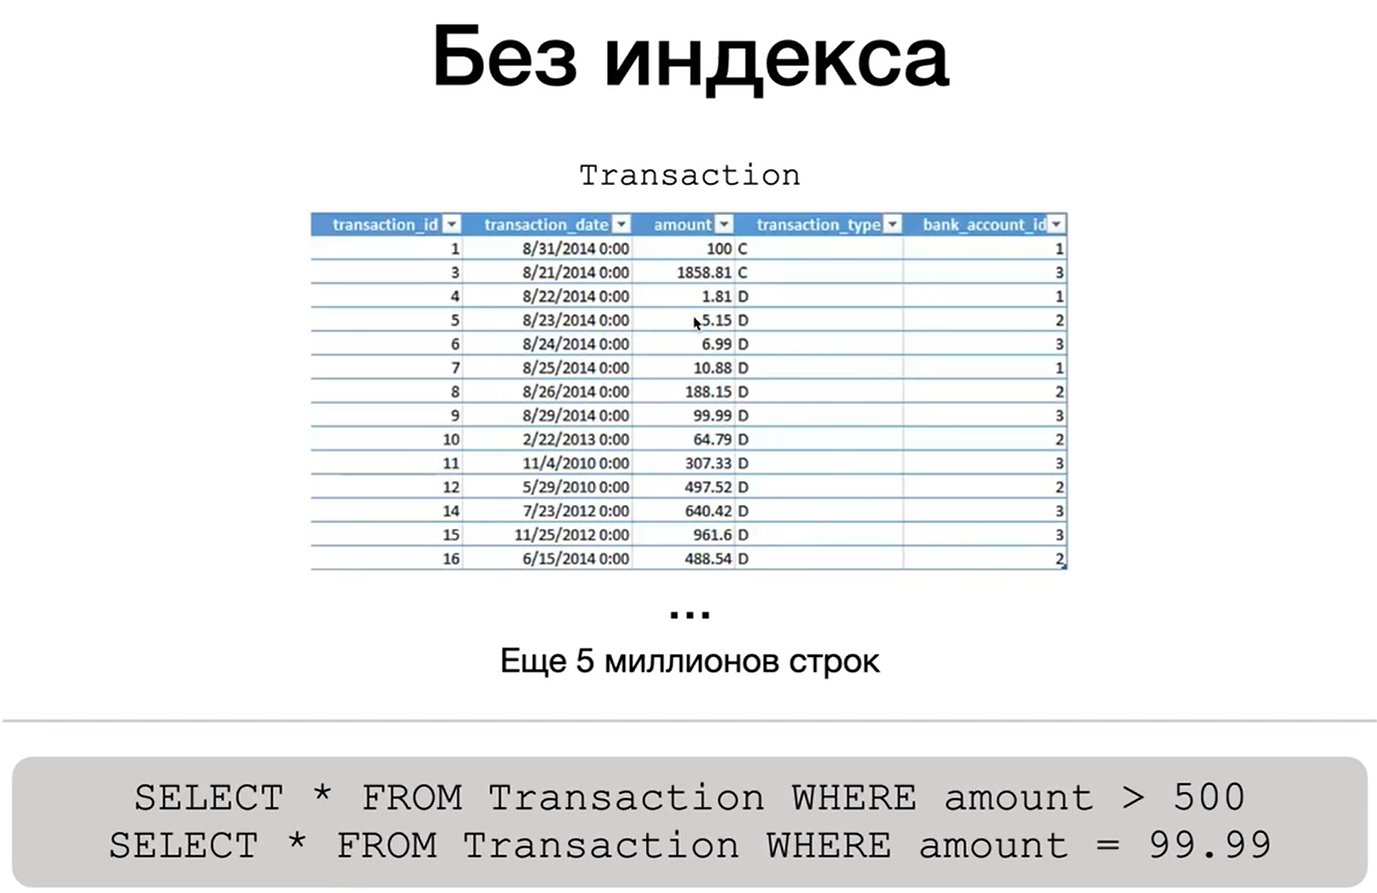 Без индекса
Transaction
transaction_id transaction_date amount transaction_type bank_account_id
1 8/31/2014 0:00 100 C 1
3 8/21/2014 0:00 1858.81 C 3
4 8/22/2014 0:00 1.81 D 1
5 8/23/2014 0:00 5.15 D 2
6 8/24/2014 0:00 6.99 D 3
7 8/25/2014 0:00 10.88 D 1
8 8/26/2014 0:00 188.15 D 2
9 8/29/2014 0:00 99.99 D 3
10 2/22/2013 0:00 64.79 D 2
11 11/4/2010 0:00 307.33 D 3
12 5/29/2010 0:00 497.52 D 2
14 7/23/2012 0:00 640.42 D 3
15 11/25/2012 0:00 961.6 D 3
16 6/15/2014 0:00 488.54 D 2
...
Еще 5 миллионов строк
SELECT * FROM Transaction WHERE amount > 500
SELECT * FROM Transaction WHERE amount = 99.99